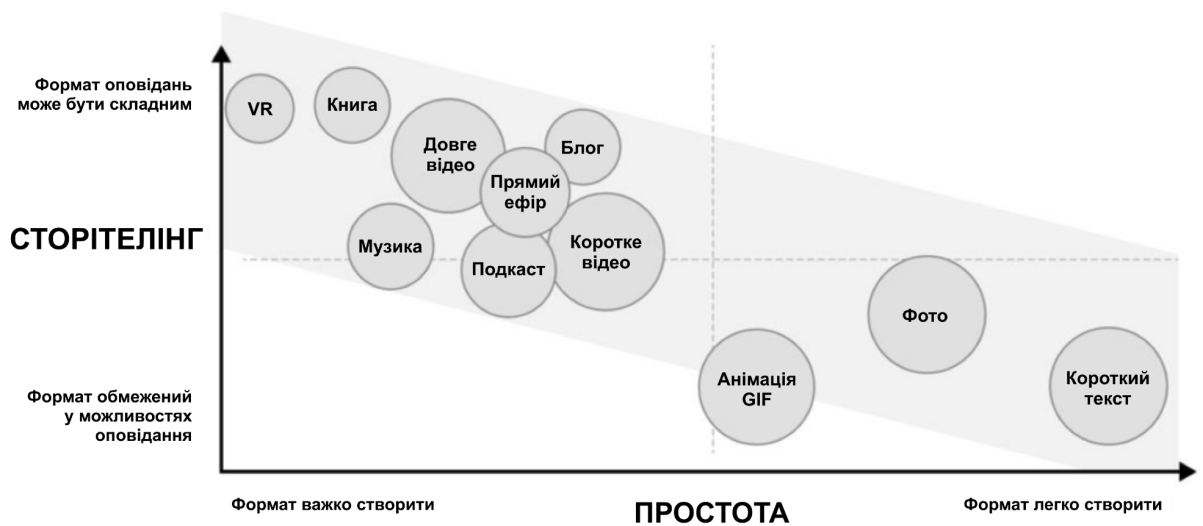 Формат оповідань
може бути складним
VR
Книга
Довге
відео
Блог
Прямий
ефір
СТОРІТЕЛІНГ
Музика
Подкаст
Коротке
відео
Фото
Анімація
GIF
Короткий
текст
Формат обмежений
у можливостях
оповідання
Формат важко створити
ПРОСТОТА
Формат легко створити